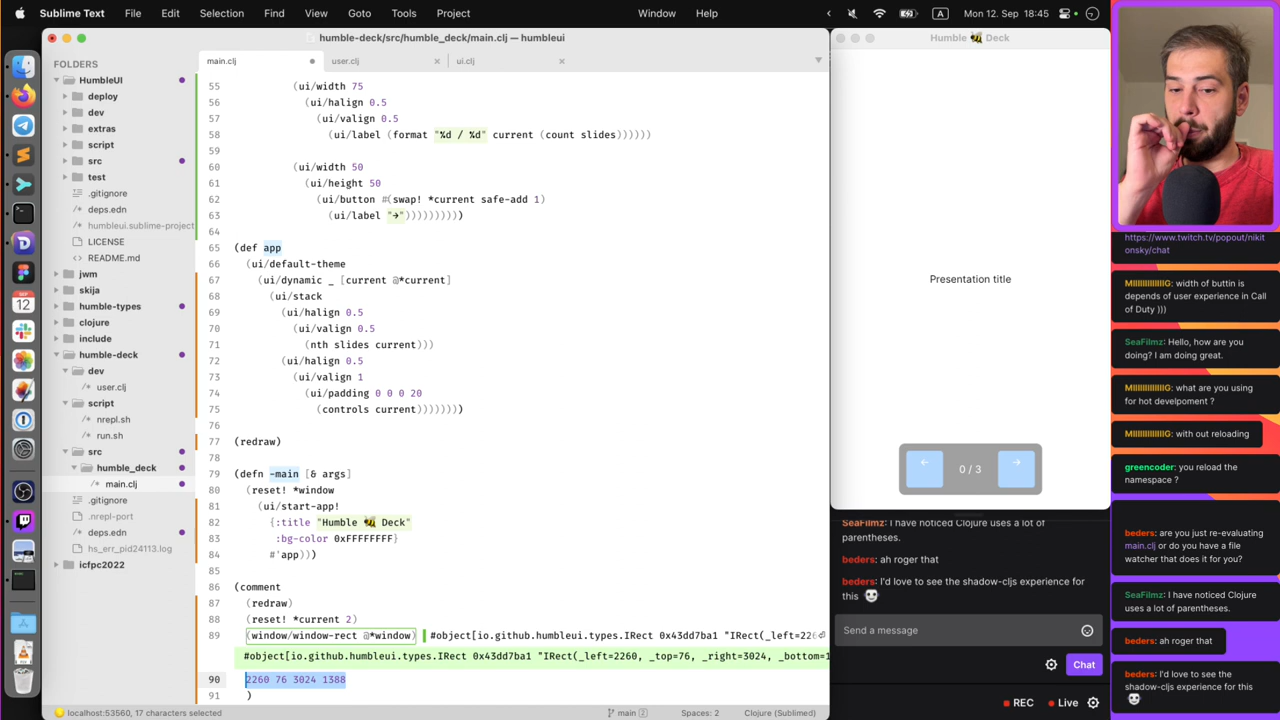 Sublime Text File Edit Selection Find View Goto Tools Project Window Help
A Mon 12. Sep 18:45
humble-deck/src/humble_deck/main.clj — humbleui
Humble 🐝 Deck
FOLDERS
HumbleUI
deploy
dev
extras
script
src
test
.gitignore
deps.edn
humbleui.sublime-project
LICENSE
README.md
jwm
skija
humble-types
clojure
include
humble-deck
dev
user.clj
script
nrepl.sh
run.sh
src
humble_deck
main.clj
.gitignore
.nrepl-port
deps.edn
hs_err_pid24113.log
icfpc2022
main.clj
user.clj
ui.clj
55 (ui/width 75
56 (ui/halign 0.5
57 (ui/valign 0.5
58 (ui/label (format "%d / %d" current (count slides))))))
59
60 (ui/width 50
61 (ui/height 50
62 (ui/button #(swap! *current safe-add 1)
63 (ui/label "→")))))))))
64
65 (def app
66 (ui/default-theme
67 (ui/dynamic _ [current @*current]
68 (ui/stack
69 (ui/halign 0.5
70 (ui/valign 0.5
71 (nth slides current)))
72 (ui/halign 0.5
73 (ui/valign 1
74 (ui/padding 0 0 0 20
75 (controls current)))))))
76
77 (redraw)
78
79 (defn -main [& args]
80 (reset! *window
81 (ui/start-app!
82 {:title "Humble 🐝 Deck"
83 :bg-color 0xFFFFFFFF}
84 #'app)))
85
86 (comment
87 (redraw)
88 (reset! *current 2)
89 (window/window-rect @*window) #object[io.github.humbleui.types.IRect 0x43dd7ba1 "IRect(_left=226
#object[io.github.humbleui.types.IRect 0x43dd7ba1 "IRect(_left=2260, _top=76, _right=3024, _bottom=1
90 2260 76 3024 1388
91 )
localhost:53560, 17 characters selected
main 2
Spaces: 2
Clojure (Sublimed)
Presentation title
← 0 / 3 →
SeaFilmz: I have noticed Clojure uses a lot of
parentheses.
beders: ah roger that
beders: I'd love to see the shadow-cljs experience for
this
Send a message
Chat
REC
Live
https://www.twitch.tv/popout/nikit
onsky/chat
MIIIIIIIIIIIG: width of buttin is
depends of user experience in Call
of Duty )))
SeaFilmz: Hello, how are you
doing? I am doing great.
MIIIIIIIIIIIG: what are you using
for hot develpoment ?
MIIIIIIIIIIIG: with out reloading
greencoder: you reload the
namespace ?
beders: are you just re-evaluating
main.clj or do you have a file
watcher that does it for you?
SeaFilmz: I have noticed Clojure
uses a lot of parentheses.
beders: ah roger that
beders: I'd love to see the
shadow-cljs experience for this